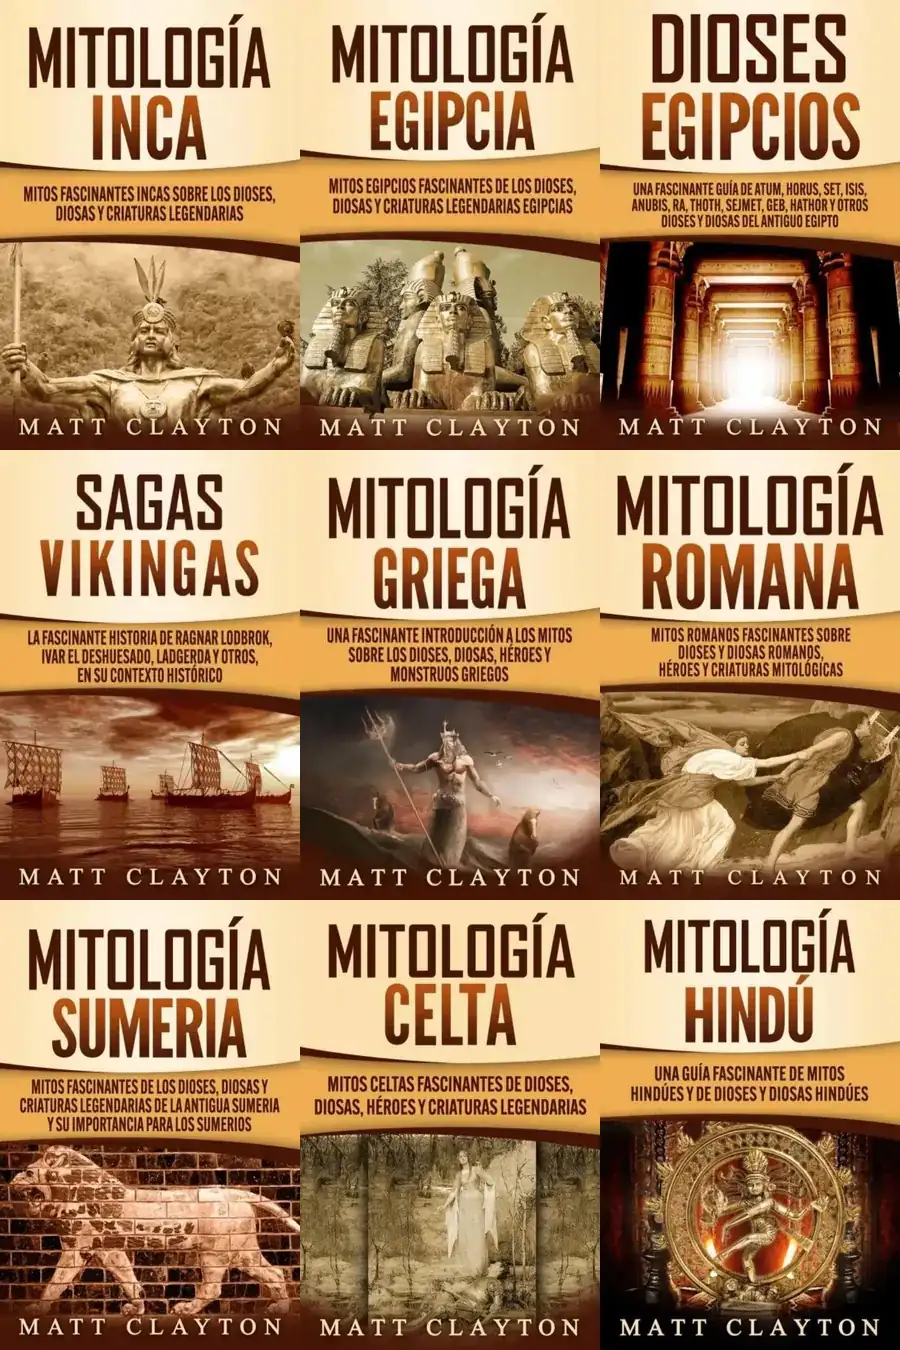 MITOLOGÍA
INCA
MITOS FASCINANTES INCAS SOBRE LOS DIOSES,
DIOSAS Y CRIATURAS LEGENDARIAS
MATT CLAYTON
MITOLOGÍA
EGIPCIA
MITOS EGIPCIOS FASCINANTES DE LOS DIOSES,
DIOSAS Y CRIATURAS LEGENDARIAS EGIPCIAS
MATT CLAYTON
DIOSES
EGIPCIOS
UNA FASCINANTE GUÍA DE ATUM, HORUS, SET, ISIS,
ANUBIS, RA, THOTH, SEJMET, GEB, HATHOR Y OTROS
DIOSES Y DIOSAS DEL ANTIGUO EGIPTO
MATT CLAYTON
SAGAS
VIKINGAS
LA FASCINANTE HISTORIA DE RAGNAR LODBROK,
IVAR EL DESHUESADO, LADGERDA Y OTROS,
EN SU CONTEXTO HISTÓRICO
MATT CLAYTON
MITOLOGÍA
GRIEGA
UNA FASCINANTE INTRODUCCIÓN A LOS MITOS
SOBRE LOS DIOSES, DIOSAS, HÉROES Y
MONSTRUOS GRIEGOS
MATT CLAYTON
MITOLOGÍA
ROMANA
MITOS ROMANOS FASCINANTES SOBRE
DIOSES Y DIOSAS ROMANOS,
HÉROES Y CRIATURAS MITOLÓGICAS
MATT CLAYTON
MITOLOGÍA
SUMERIA
MITOS FASCINANTES DE LOS DIOSES, DIOSAS Y
CRIATURAS LEGENDARIAS DE LA ANTIGUA SUMERIA
Y SU IMPORTANCIA PARA LOS SUMERIOS
MATT CLAYTON
MITOLOGÍA
CELTA
MITOS CELTAS FASCINANTES DE DIOSES,
DIOSAS, HÉROES Y CRIATURAS LEGENDARIAS
MATT CLAYTON
MITOLOGÍA
HINDÚ
UNA GUÍA FASCINANTE DE MITOS
HINDÚES Y DE DIOSES Y DIOSAS HINDÚES
MATT CLAYTON